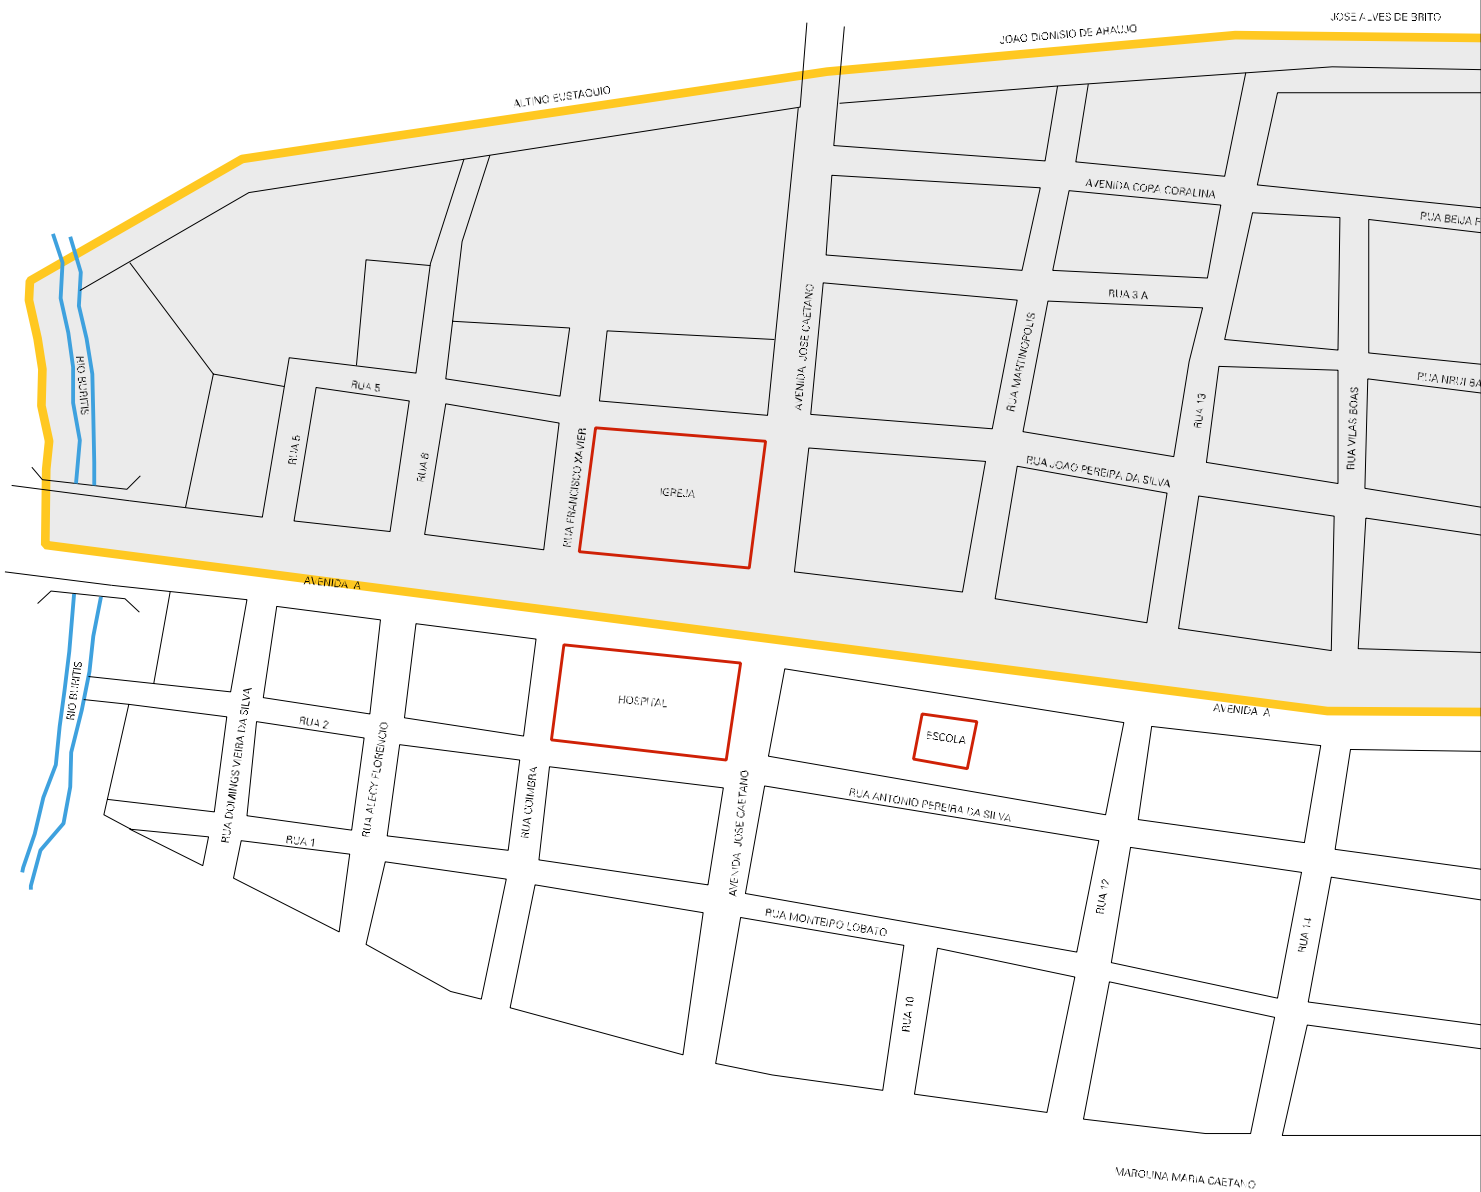 JOSE ALVES DE BRITO
JOAO DIONISIO DE ARAUJO
ALTINO EUSTAQUIO
AVENIDA COPA CORALINA
RUA BEIJA F
RUA 3 A
AVENIDA JOSE CAETANO
RUA MARTINOPOLIS
RIO BURITIS
RUA 5
RUA NRUI BA
RUA 13
RUA VILAS BOAS
RUA 5
RUA 8
RUA FRANCISCO XAVIER
IGREJA
RUA JOAO PEREIPA DA SILVA
AVENIDA A
RIO BURITIS
RUA DOMINGS VIEIRA DA SILVA
RUA 2
RUA ALECY FLORENCIO
HOSPITAL
ESCOLA
AVENIDA A
RUA COIMBRA
AVENIDA JOSE CAETANO
RUA ANTONIO PEREIRA DA SILVA
RUA 1
RUA 12
RUA MONTEIPO LOBATO
RUA 14
RUA 10
MAROLINA MARIA CAETANO